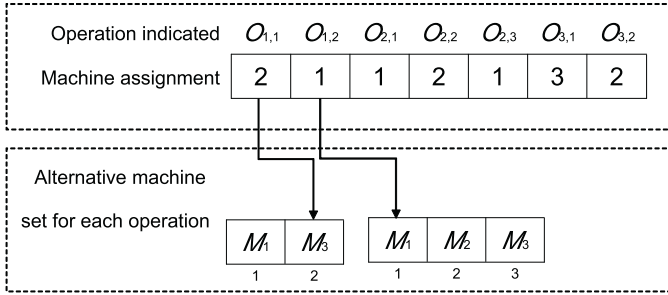 Operation indicated O1,1 O1,2 O2,1 O2,2 O2,3 O3,1 O3,2
Machine assignment 2 1 1 2 1 3 2
Alternative machine
set for each operation
M1 M3 M1 M2 M3
1 2 1 2 3